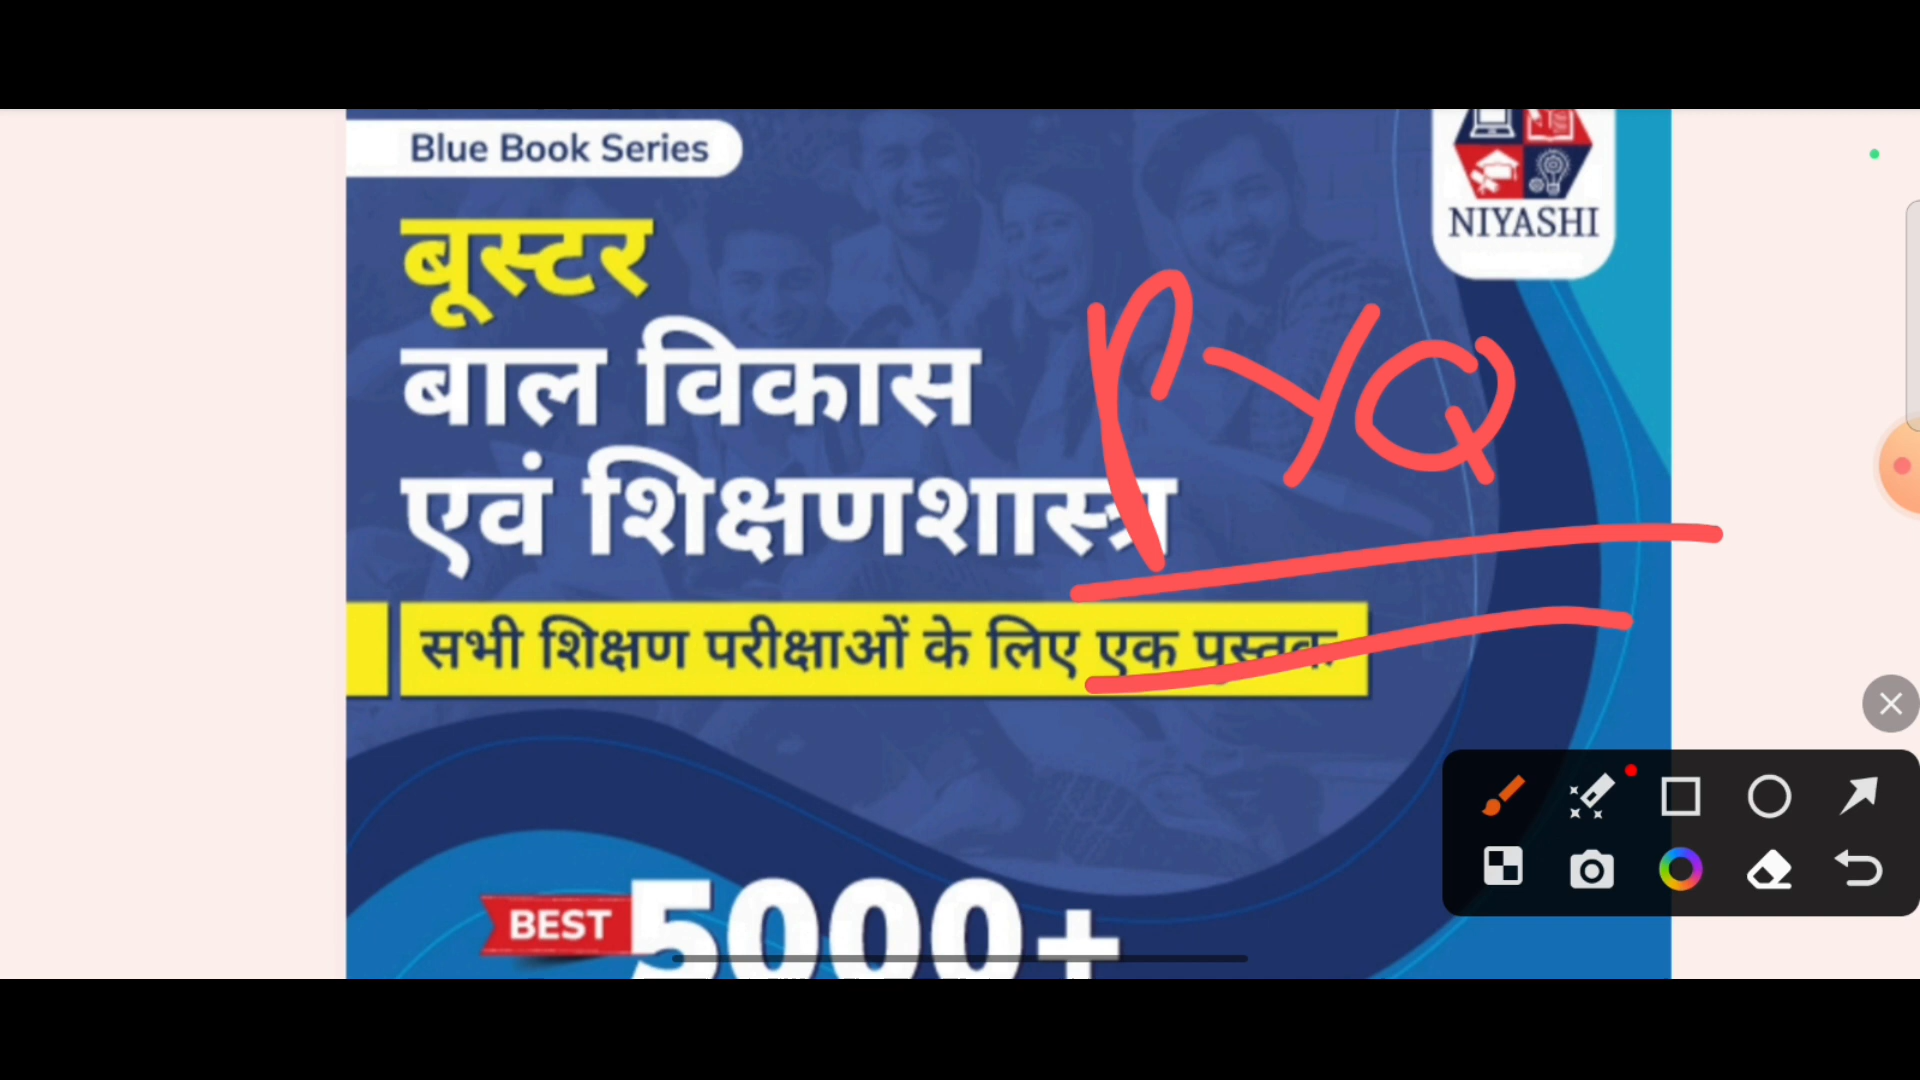 Blue Book Series
NIYASHI
बूस्टर
बाल विकास
एवं शिक्षणशास्त्र
PYQ
सभी शिक्षण परीक्षाओं के लिए एक पुस्तक
BEST 5000+